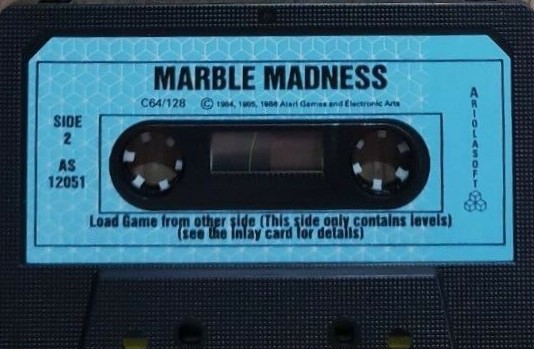 MARBLE MADNESS
C64/128 © 1984, 1985, 1986 Atari Games and Electronic Arts
SIDE
2
AS
12051
ARIOLASOFT
Load Game from other side (This side only contains levels)
(see the inlay card for details)